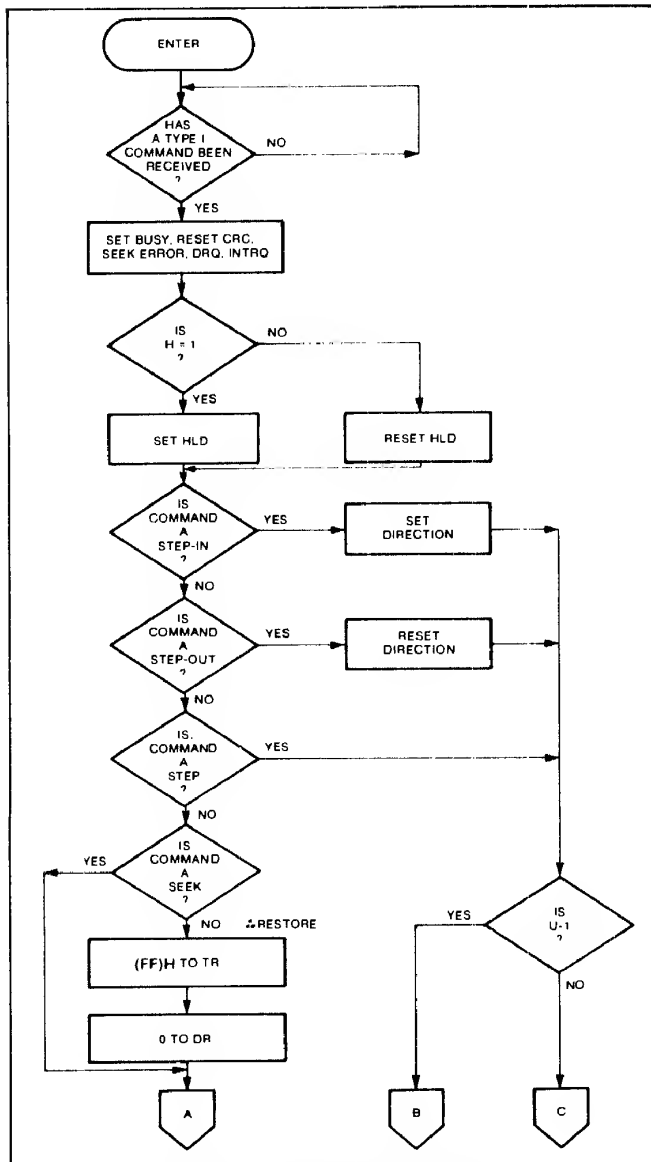 ENTER
HAS
A TYPE I
COMMAND BEEN
RECEIVED
?
NO
YES
SET BUSY, RESET CRC,
SEEK ERROR, DRQ, INTRQ
IS
H = 1
?
NO
YES
SET HLD
RESET HLD
IS
COMMAND
A
STEP-IN
?
YES
SET
DIRECTION
NO
IS
COMMAND
A
STEP-OUT
?
YES
RESET
DIRECTION
NO
IS.
COMMAND
A
STEP
?
YES
NO
IS
COMMAND
A
SEEK
?
YES
NO ∴RESTORE
IS
U-1
?
YES
NO
(FF)H TO TR
0 TO DR
A
B
C